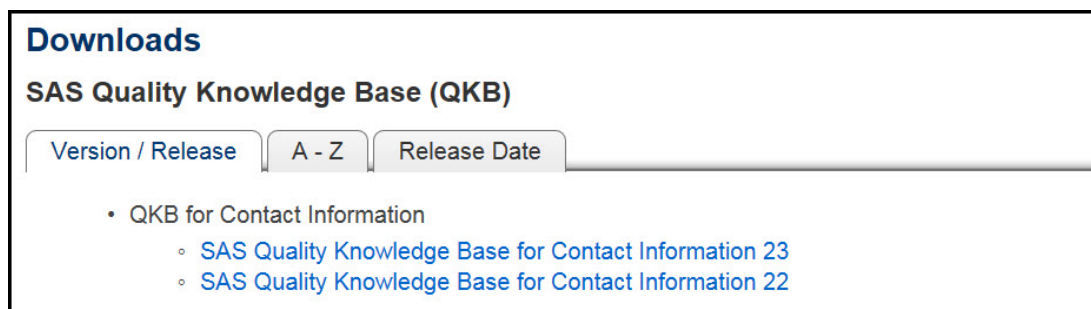 Downloads
SAS Quality Knowledge Base (QKB)
Version / Release A - Z Release Date
• QKB for Contact Information
◦ SAS Quality Knowledge Base for Contact Information 23
◦ SAS Quality Knowledge Base for Contact Information 22